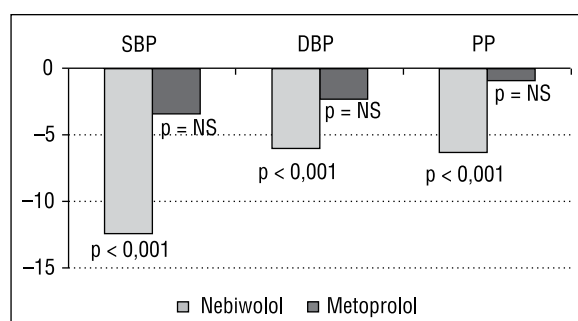 SBP DBP PP
0
p = NS p = NS p = NS
–5
p < 0,001 p < 0,001
–10
p < 0,001
–15
Nebiwolol Metoprolol